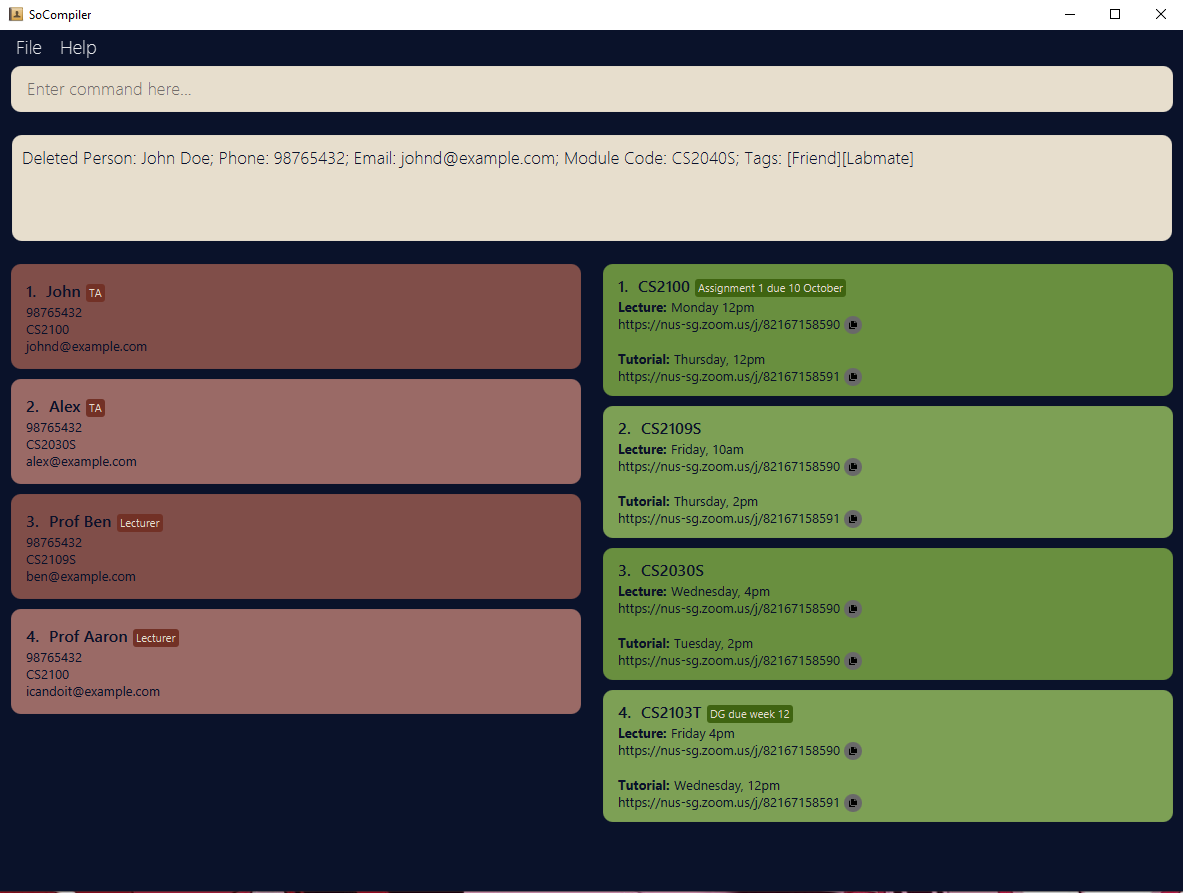 SoCompiler
File Help
Enter command here...
Deleted Person: John Doe; Phone: 98765432; Email: johnd@example.com; Module Code: CS2040S; Tags: [Friend][Labmate]
1. John TA
98765432
CS2100
johnd@example.com
2. Alex TA
98765432
CS2030S
alex@example.com
3. Prof Ben Lecturer
98765432
CS2109S
ben@example.com
4. Prof Aaron Lecturer
98765432
CS2100
icandoit@example.com
1. CS2100 Assignment 1 due 10 October
Lecture: Monday 12pm
https://nus-sg.zoom.us/j/82167158590
Tutorial: Thursday, 12pm
https://nus-sg.zoom.us/j/82167158591
2. CS2109S
Lecture: Friday, 10am
https://nus-sg.zoom.us/j/82167158590
Tutorial: Thursday, 2pm
https://nus-sg.zoom.us/j/82167158591
3. CS2030S
Lecture: Wednesday, 4pm
https://nus-sg.zoom.us/j/82167158590
Tutorial: Tuesday, 2pm
https://nus-sg.zoom.us/j/82167158590
4. CS2103T DG due week 12
Lecture: Friday 4pm
https://nus-sg.zoom.us/j/82167158590
Tutorial: Wednesday, 12pm
https://nus-sg.zoom.us/j/82167158591